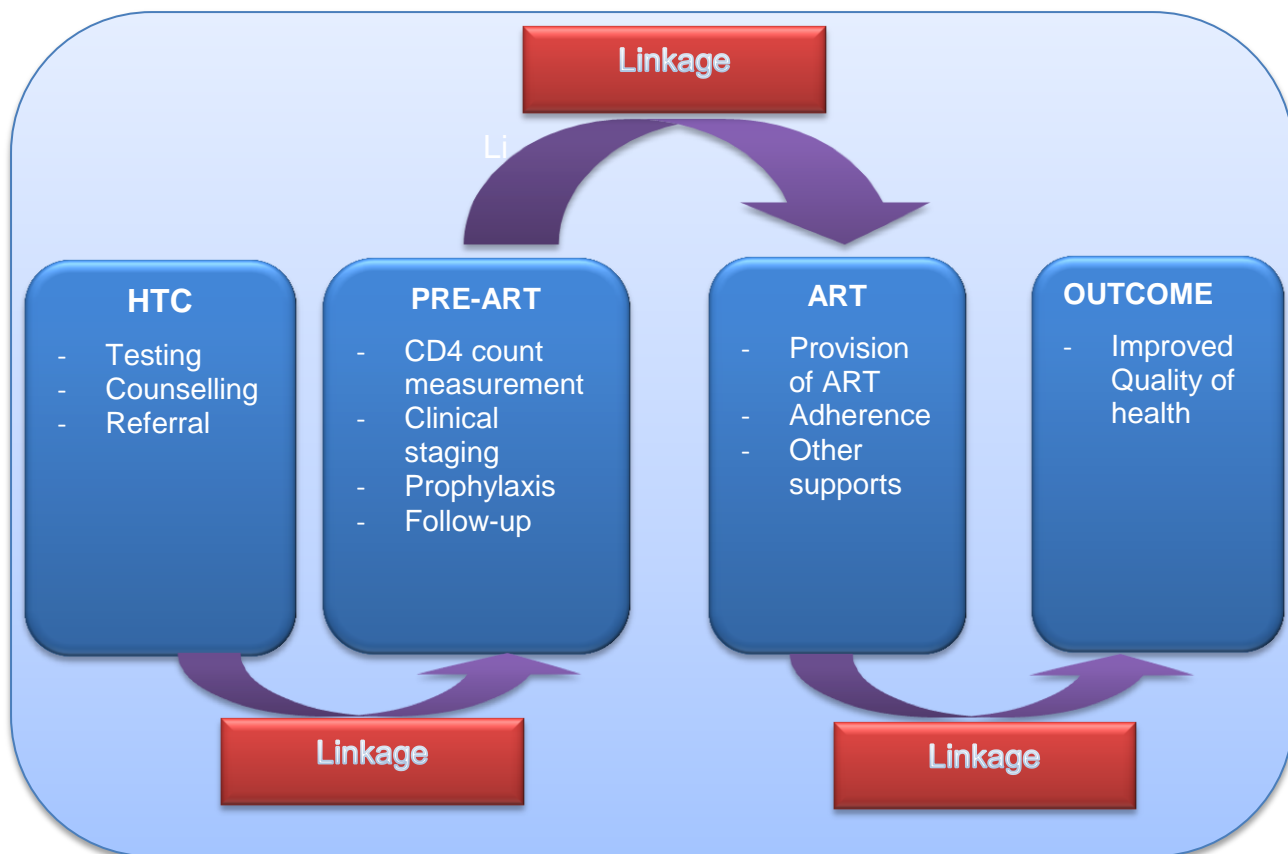 Linkage
Li
HTC
- Testing
- Counselling
- Referral
PRE-ART
- CD4 count
measurement
- Clinical
staging
- Prophylaxis
- Follow-up
ART
- Provision
of ART
- Adherence
- Other
supports
OUTCOME
- Improved
Quality of
health
Linkage
Linkage